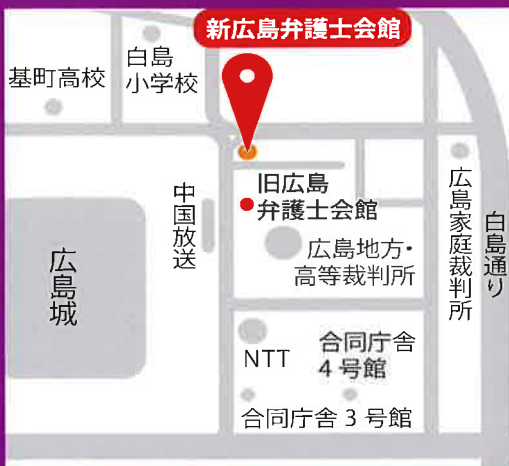 新広島弁護士会館
白島
小学校
基町高校
旧広島
弁護士会館
中国放送
広島地方・
高等裁判所
広島家庭裁判所
白島通り
広島城
NTT
合同庁舎
4号館
合同庁舎3号館